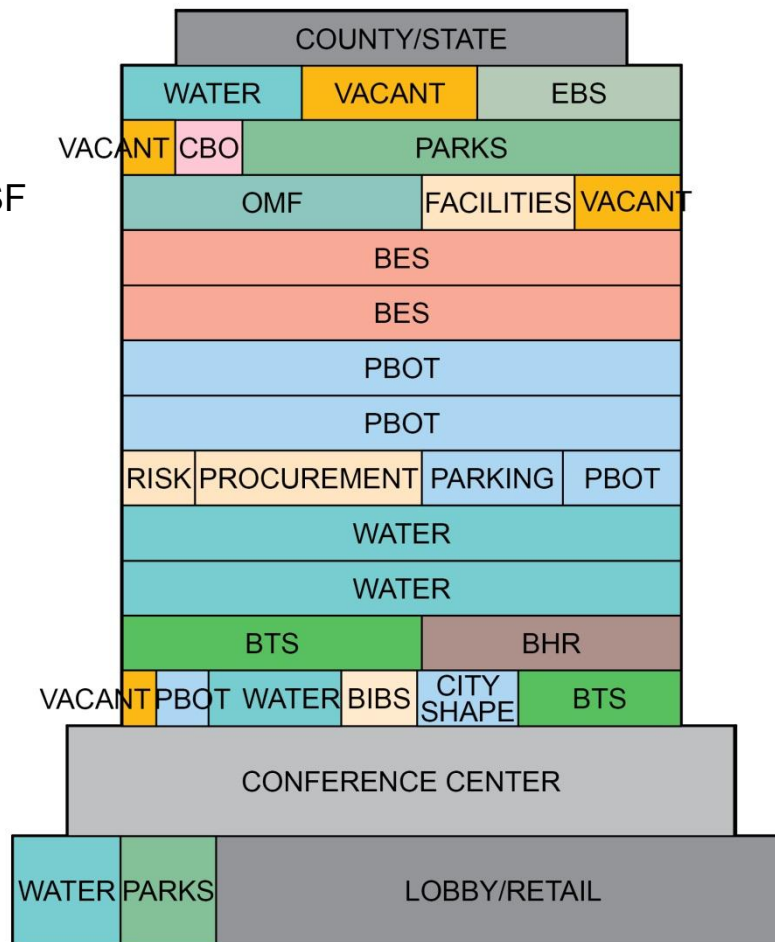 COUNTY/STATE
WATER VACANT EBS
VACANT CBO PARKS
SF
OMF FACILITIES VACANT
BES
BES
PBOT
PBOT
RISK PROCUREMENT PARKING PBOT
WATER
WATER
BTS BHR
VACANT PBOT WATER BIBS CITY SHAPE BTS
CONFERENCE CENTER
WATER PARKS LOBBY/RETAIL